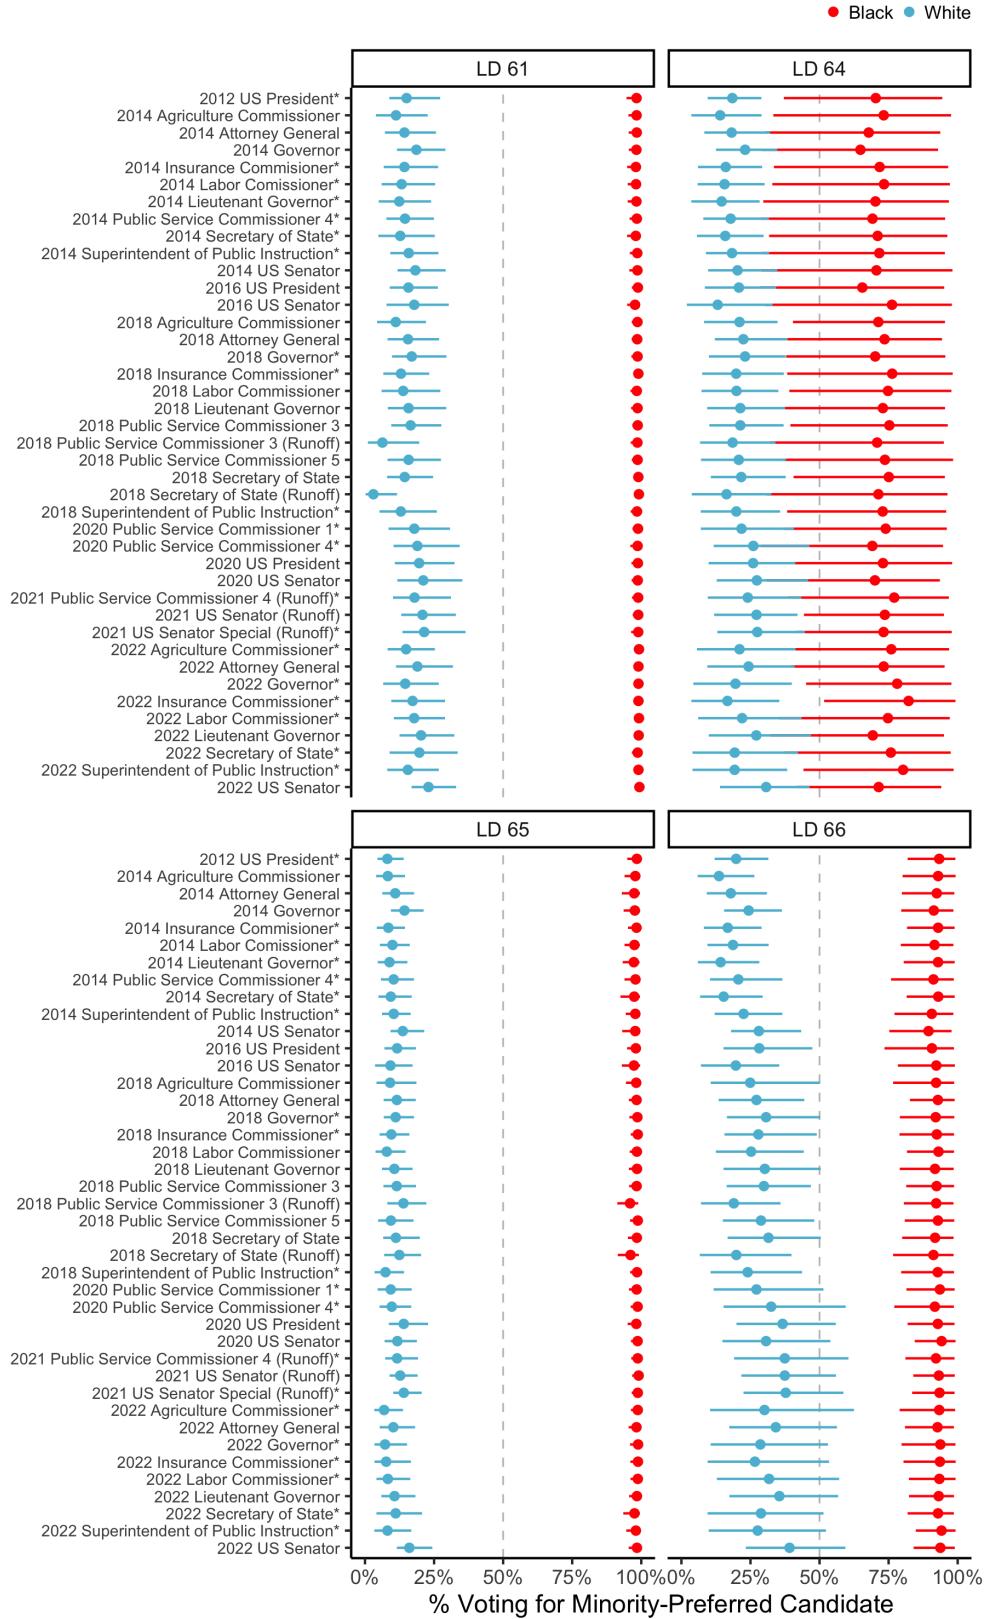 Black White
LD 61 LD 64
2012 US President*
2014 Agriculture Commissioner
2014 Attorney General
2014 Governor
2014 Insurance Commisioner*
2014 Labor Comissioner*
2014 Lieutenant Governor*
2014 Public Service Commissioner 4*
2014 Secretary of State*
2014 Superintendent of Public Instruction*
2014 US Senator
2016 US President
2016 US Senator
2018 Agriculture Commissioner
2018 Attorney General
2018 Governor*
2018 Insurance Commissioner*
2018 Labor Commissioner
2018 Lieutenant Governor
2018 Public Service Commissioner 3
2018 Public Service Commissioner 3 (Runoff)
2018 Public Service Commissioner 5
2018 Secretary of State
2018 Secretary of State (Runoff)
2018 Superintendent of Public Instruction*
2020 Public Service Commissioner 1*
2020 Public Service Commissioner 4*
2020 US President
2020 US Senator
2021 Public Service Commissioner 4 (Runoff)*
2021 US Senator (Runoff)
2021 US Senator Special (Runoff)*
2022 Agriculture Commissioner*
2022 Attorney General
2022 Governor*
2022 Insurance Commissioner*
2022 Labor Commissioner*
2022 Lieutenant Governor
2022 Secretary of State*
2022 Superintendent of Public Instruction*
2022 US Senator
LD 65 LD 66
2012 US President*
2014 Agriculture Commissioner
2014 Attorney General
2014 Governor
2014 Insurance Commisioner*
2014 Labor Comissioner*
2014 Lieutenant Governor*
2014 Public Service Commissioner 4*
2014 Secretary of State*
2014 Superintendent of Public Instruction*
2014 US Senator
2016 US President
2016 US Senator
2018 Agriculture Commissioner
2018 Attorney General
2018 Governor*
2018 Insurance Commissioner*
2018 Labor Commissioner
2018 Lieutenant Governor
2018 Public Service Commissioner 3
2018 Public Service Commissioner 3 (Runoff)
2018 Public Service Commissioner 5
2018 Secretary of State
2018 Secretary of State (Runoff)
2018 Superintendent of Public Instruction*
2020 Public Service Commissioner 1*
2020 Public Service Commissioner 4*
2020 US President
2020 US Senator
2021 Public Service Commissioner 4 (Runoff)*
2021 US Senator (Runoff)
2021 US Senator Special (Runoff)*
2022 Agriculture Commissioner*
2022 Attorney General
2022 Governor*
2022 Insurance Commissioner*
2022 Labor Commissioner*
2022 Lieutenant Governor
2022 Secretary of State*
2022 Superintendent of Public Instruction*
2022 US Senator
0% 25% 50% 75% 100% 0% 25% 50% 75% 100%
% Voting for Minority-Preferred Candidate